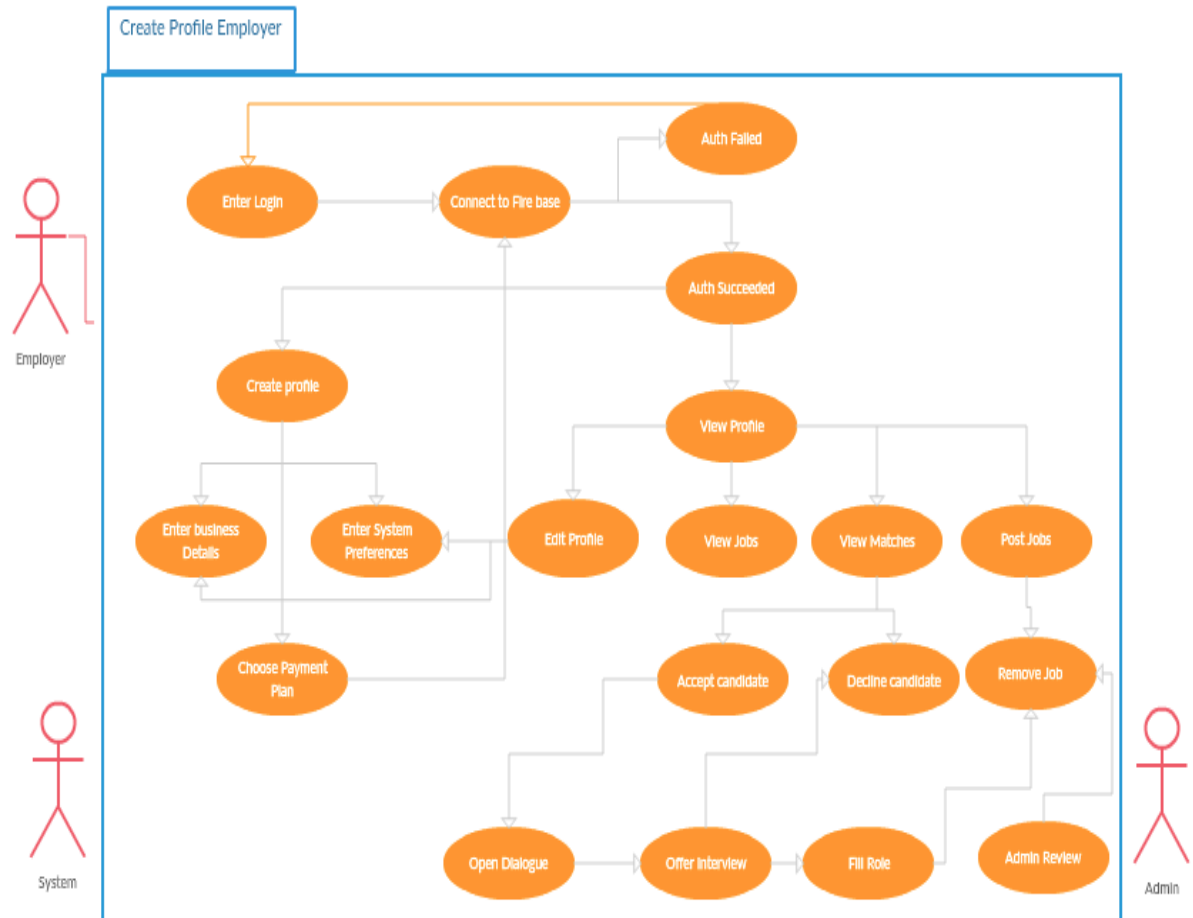 Create Profile Employer
Auth Failed
Enter Login
Connect to Fire base
Auth Succeeded
Employer
Create profile
View Profile
Enter business
Details
Enter System
Preferences
Edit Profile
View Jobs
View Matches
Post Jobs
Choose Payment
Plan
Accept candidate
Decline candidate
Remove Job
Open Dialogue
Offer Interview
Fill Role
Admin Review
System
Admin